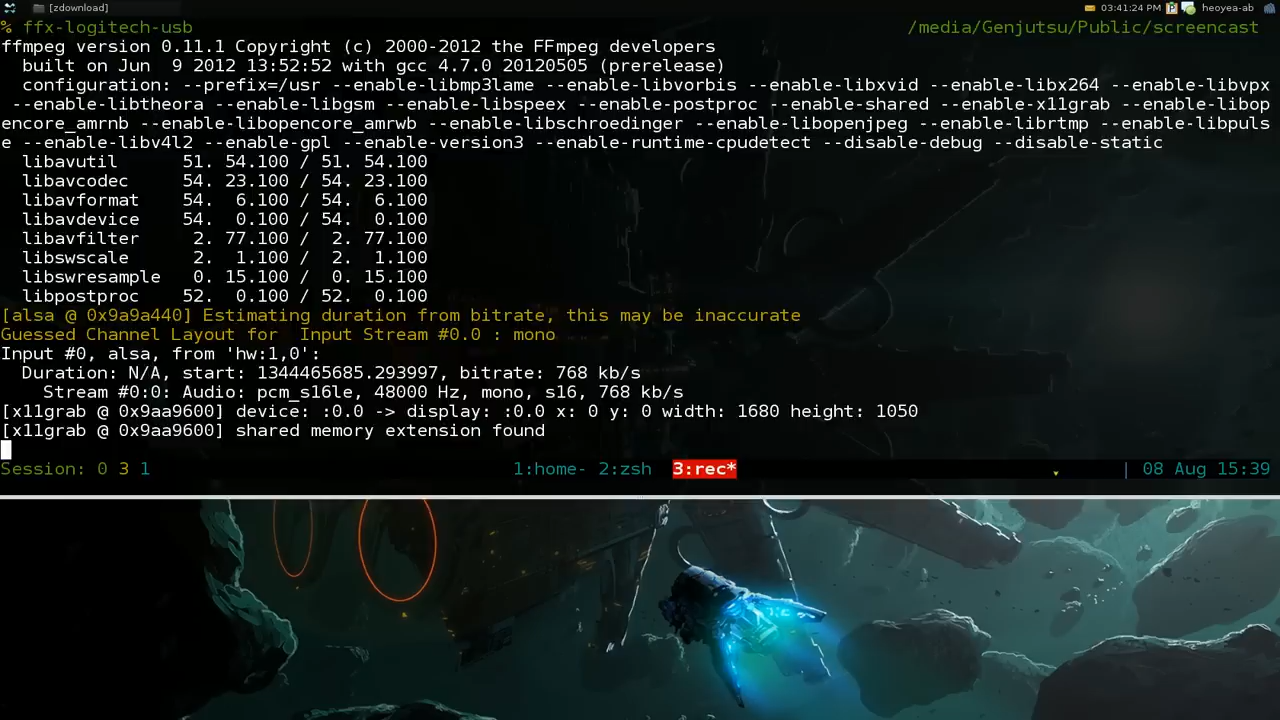 [zdownload] 03:41:24 PM heoyea-ab
% ffx-logitech-usb /media/Genjutsu/Public/screencast
ffmpeg version 0.11.1 Copyright (c) 2000-2012 the FFmpeg developers
  built on Jun  9 2012 13:52:52 with gcc 4.7.0 20120505 (prerelease)
  configuration: --prefix=/usr --enable-libmp3lame --enable-libvorbis --enable-libxvid --enable-libx264 --enable-libvpx
 --enable-libtheora --enable-libgsm --enable-libspeex --enable-postproc --enable-shared --enable-x11grab --enable-libop
encore_amrnb --enable-libopencore_amrwb --enable-libschroedinger --enable-libopenjpeg --enable-librtmp --enable-libpuls
e --enable-libv4l2 --enable-gpl --enable-version3 --enable-runtime-cpudetect --disable-debug --disable-static
  libavutil      51. 54.100 / 51. 54.100
  libavcodec     54. 23.100 / 54. 23.100
  libavformat    54.  6.100 / 54.  6.100
  libavdevice    54.  0.100 / 54.  0.100
  libavfilter     2. 77.100 /  2. 77.100
  libswscale      2.  1.100 /  2.  1.100
  libswresample   0. 15.100 /  0. 15.100
  libpostproc    52.  0.100 / 52.  0.100
[alsa @ 0x9a9a440] Estimating duration from bitrate, this may be inaccurate
Guessed Channel Layout for  Input Stream #0.0 : mono
Input #0, alsa, from 'hw:1,0':
  Duration: N/A, start: 1344465685.293997, bitrate: 768 kb/s
    Stream #0:0: Audio: pcm_s16le, 48000 Hz, mono, s16, 768 kb/s
[x11grab @ 0x9aa9600] device: :0.0 -> display: :0.0 x: 0 y: 0 width: 1680 height: 1050
[x11grab @ 0x9aa9600] shared memory extension found
Session: 0 3 1 1:home- 2:zsh 3:rec* | 08 Aug 15:39